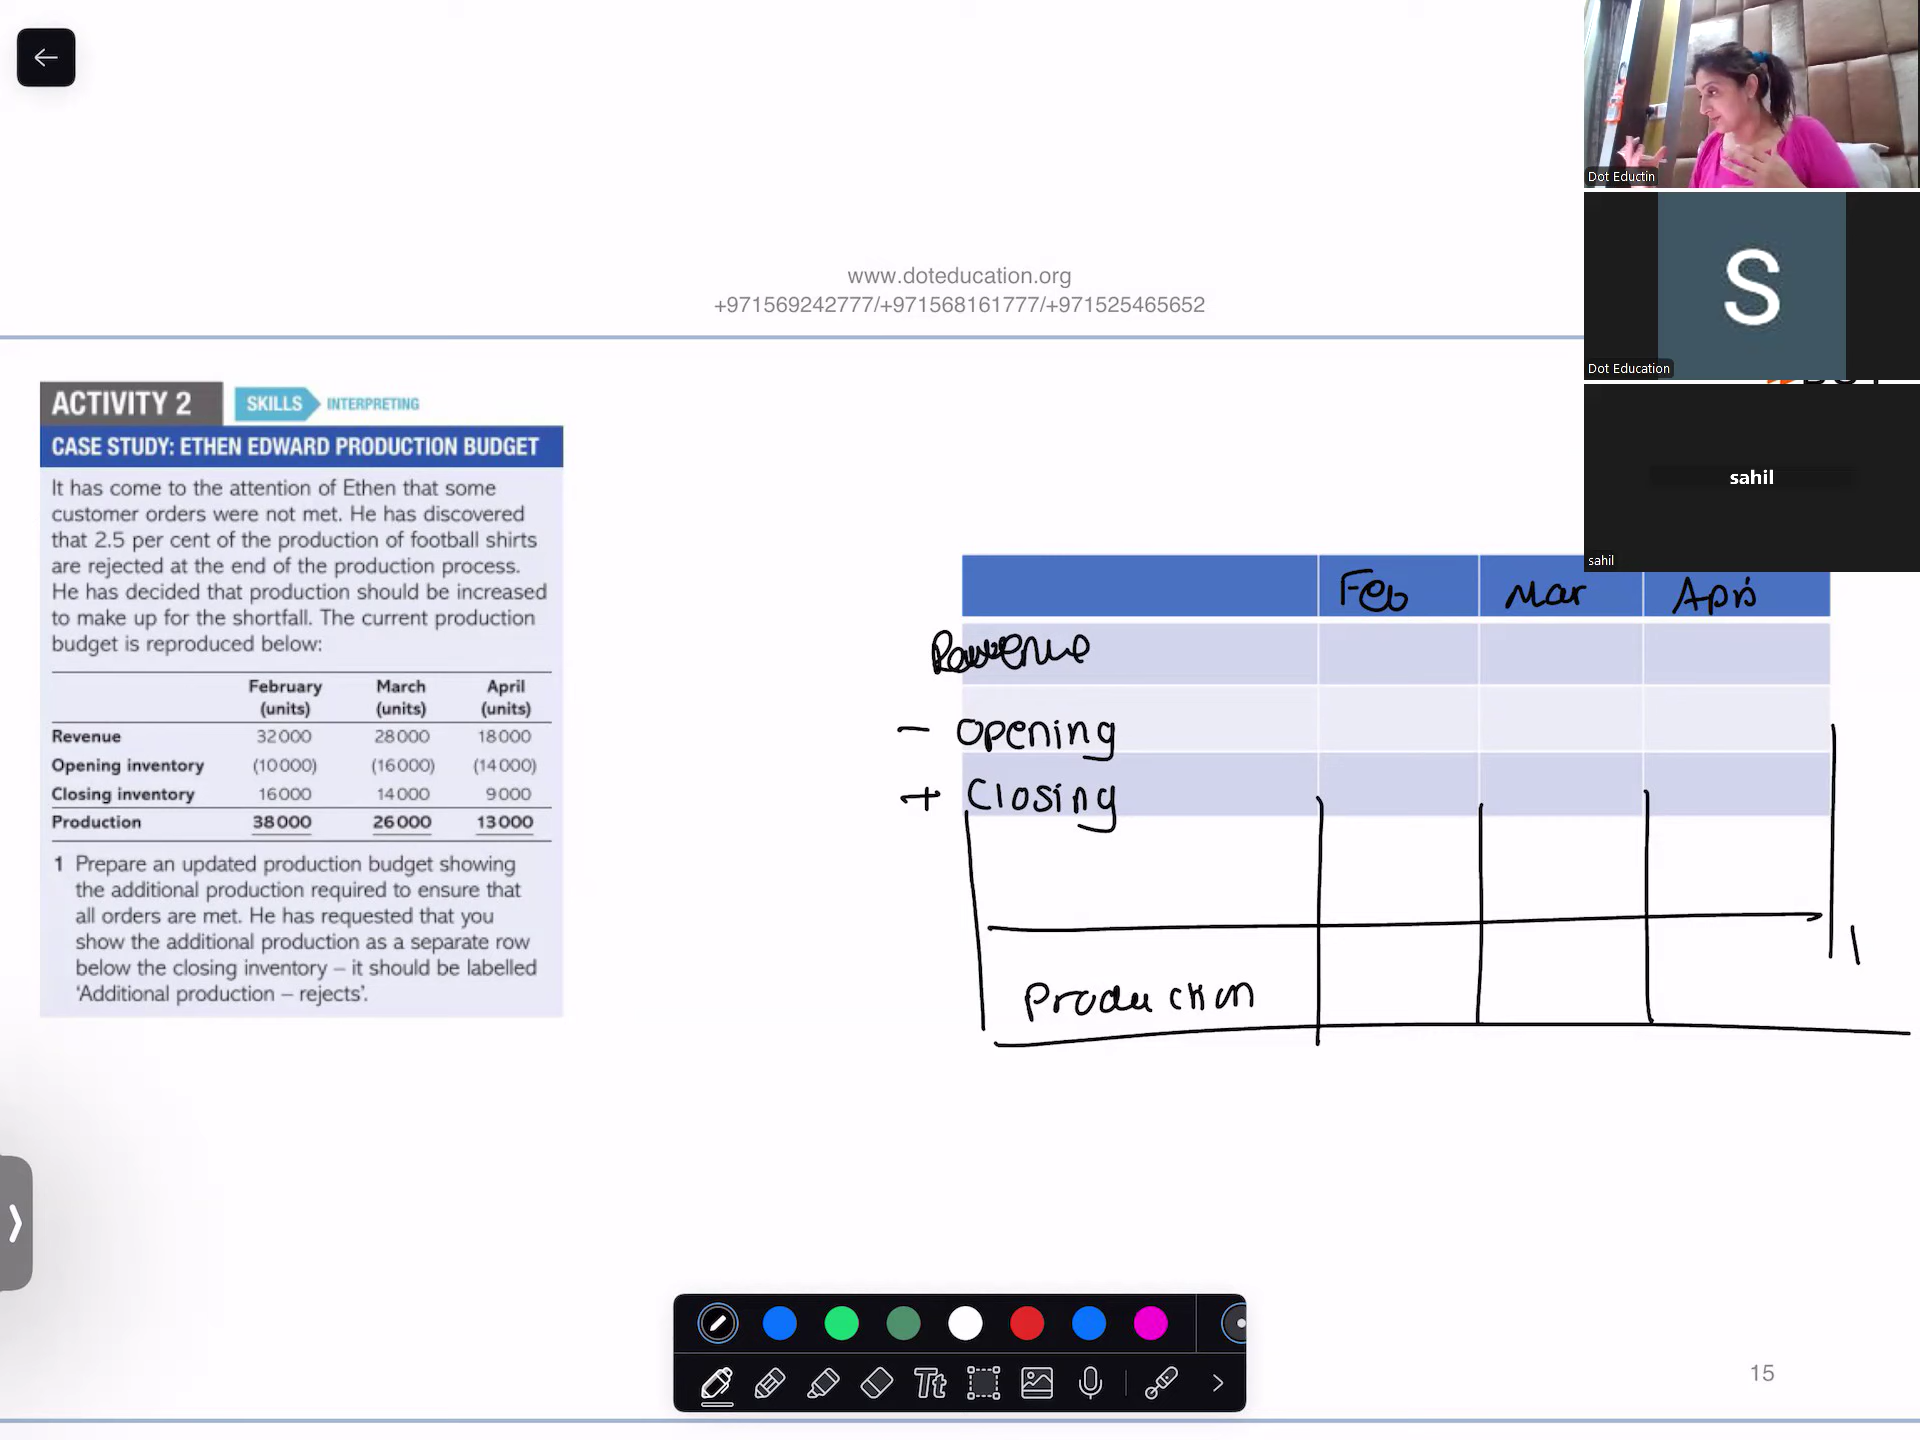 www.doteducation.org
+971569242777/+971568161777/+971525465652
Dot Eductin
S
Dot Education
sahil
sahil
ACTIVITY 2
SKILLS
INTERPRETING
CASE STUDY: ETHEN EDWARD PRODUCTION BUDGET
It has come to the attention of Ethen that some
customer orders were not met. He has discovered
that 2.5 per cent of the production of football shirts
are rejected at the end of the production process.
He has decided that production should be increased
to make up for the shortfall. The current production
budget is reproduced below:
February March April
(units) (units) (units)
Revenue 32000 28000 18000
Opening inventory (10000) (16000) (14000)
Closing inventory 16000 14000 9000
Production 38000 26000 13000
1 Prepare an updated production budget showing
the additional production required to ensure that
all orders are met. He has requested that you
show the additional production as a separate row
below the closing inventory – it should be labelled
‘Additional production – rejects’.
Feb Mar
Revenue
- Opening
+ Closing
Production
Tt
15